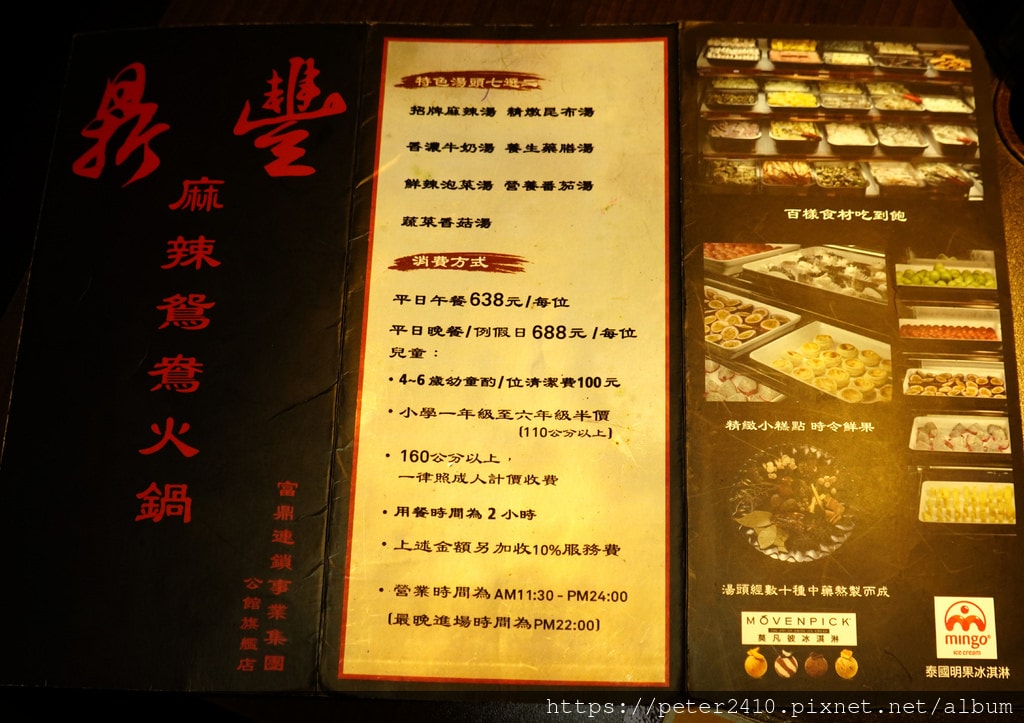 鼎豐
麻辣鴛鴦火鍋
富鼎連鎖事業集團
公館旗艦店
特色湯頭七選二
招牌麻辣湯 精燉昆布湯
香濃牛奶湯 養生藥膳湯
鮮辣泡菜湯 營養番茄湯
蔬菜香菇湯
消費方式
平日午餐638元/每位
平日晚餐/例假日688元/每位
兒童：
•4~6歲幼童酌/位清潔費100元
•小學一年級至六年級半價
(110公分以上)
•160公分以上，
一律照成人計價收費
•用餐時間為2小時
•上述金額另加收10%服務費
•營業時間為AM11:30-PM24:00
(最晚進場時間為PM22:00)
百樣食材吃到飽
精緻小糕點 時令鮮果
湯頭經數十種中藥熬製而成
MÖVENPICK
莫凡彼冰淇淋
mingo®
ice cream
泰國明果冰淇淋
https://peter2410.pixnet.net/album